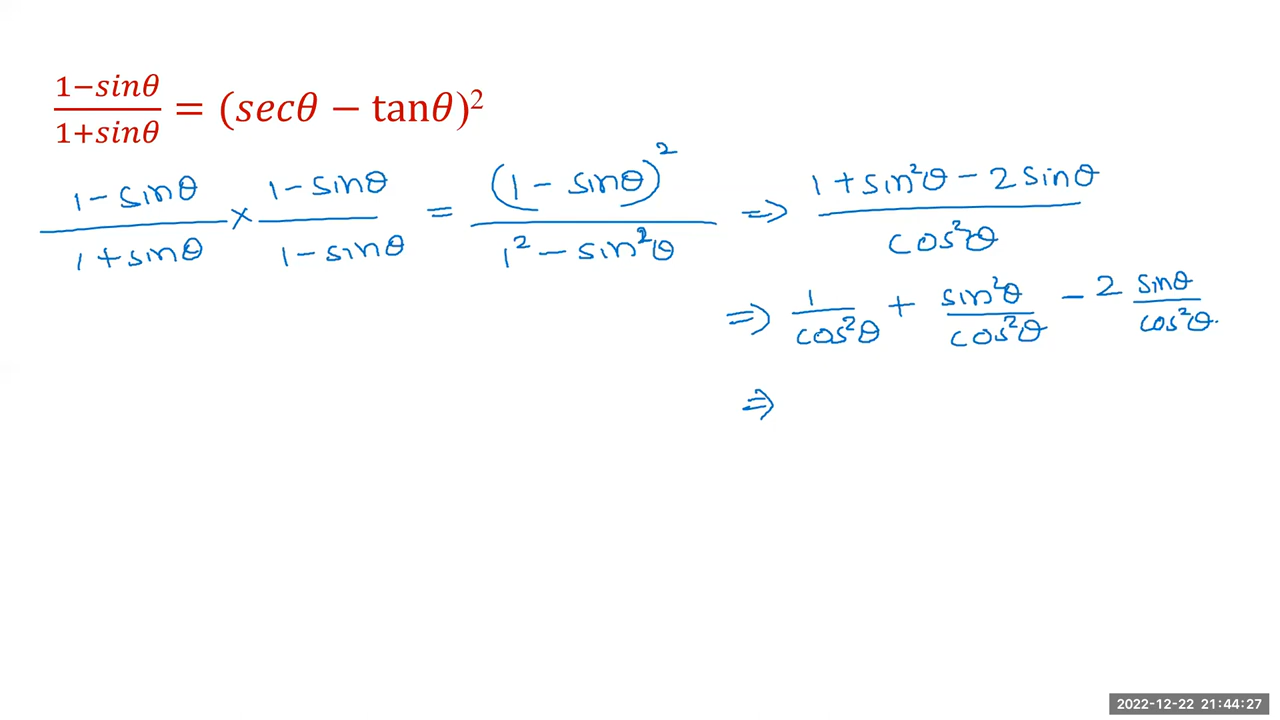 (1−sinθ)/(1+sinθ) = (secθ − tanθ)²
(1 − sinθ)/(1 + sinθ) × (1 − sinθ)/(1 − sinθ) = (1 − sinθ)²/(1² − sin²θ) ⇒ (1 + sin²θ − 2 sinθ)/(cos²θ)
⇒ 1/cos²θ + sin²θ/cos²θ − 2 sinθ/cos²θ.
⇒
2022-12-22 21:44:27